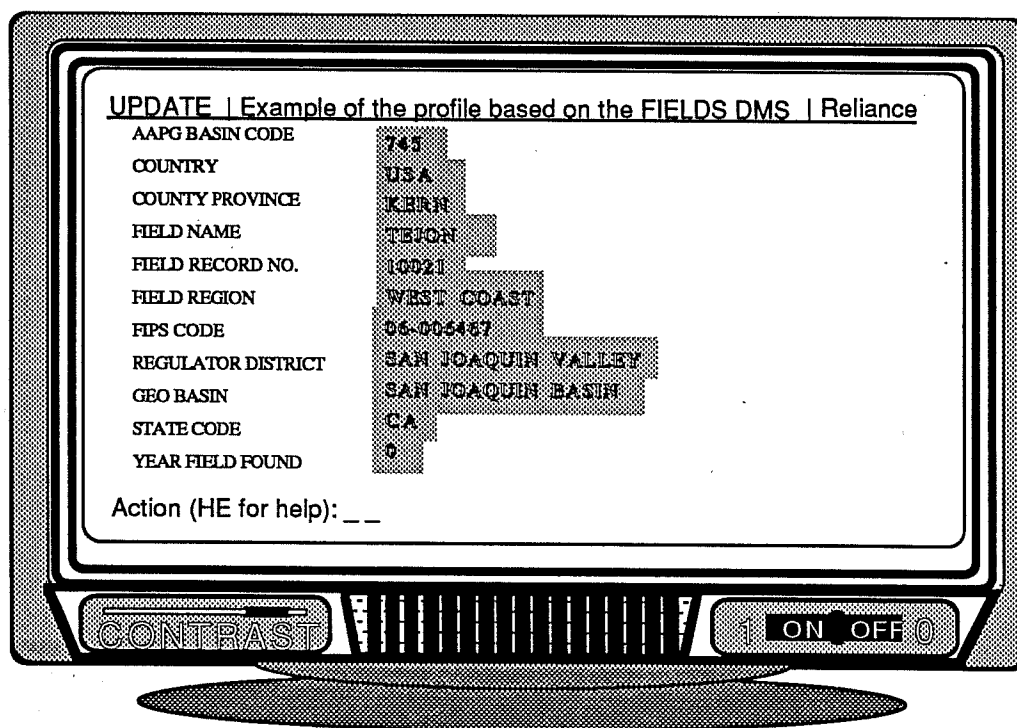 UPDATE | Example of the profile based on the FIELDS DMS | Reliance
AAPG BASIN CODE 745
COUNTRY USA
COUNTY PROVINCE KERN
FIELD NAME TEJON
FIELD RECORD NO. 10021
FIELD REGION WEST COAST
FIPS CODE 06-005467
REGULATOR DISTRICT SAN JOAQUIN VALLEY
GEO BASIN SAN JOAQUIN BASIN
STATE CODE CA
YEAR FIELD FOUND 0
Action (HE for help): _ _
CONTRAST 1 ON OFF 0